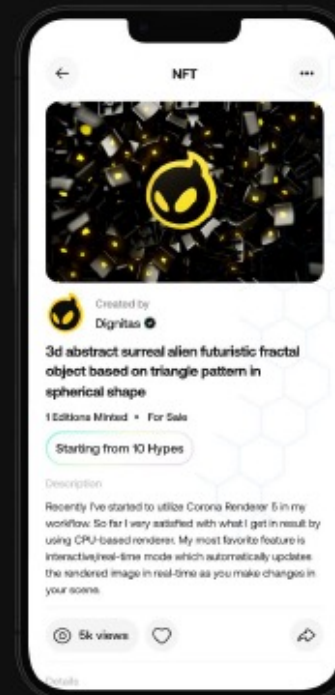 NFT
Created by
Dignitas
3d abstract surreal alien futuristic fractal
object based on triangle pattern in
spherical shape
1 Editions Minted • For Sale
Starting from 10 Hypes
Description
Recently I've started to utilize Corona Renderer 5 in my
workflow. So far I very satisfied with what I get in result by
using CPU-based renderer. My most favorite feature is
interactive/real-time mode which automatically updates
the rendered image in real-time as you make changes in
your scene.
5k views
Details